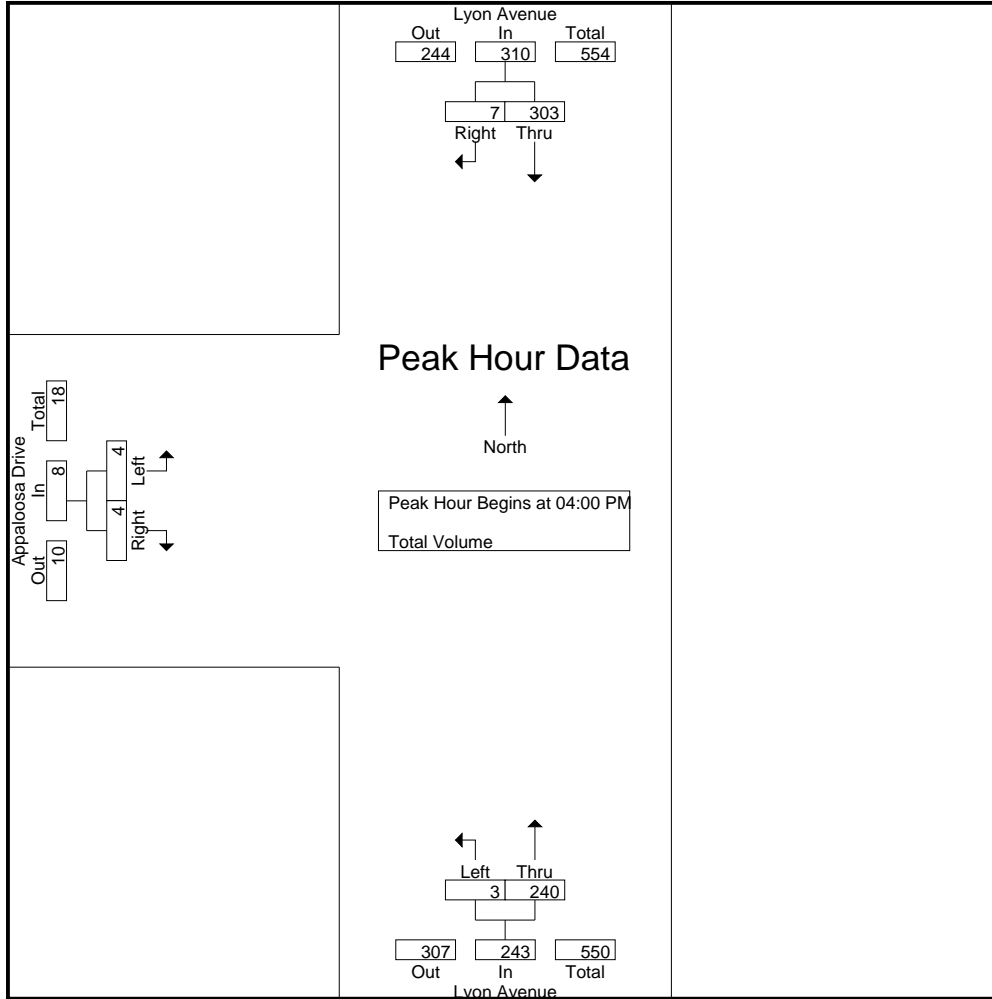 Lyon Avenue
Out In Total
244 310 554
7 303
Right Thru
Peak Hour Data
North
Peak Hour Begins at 04:00 PM
Total Volume
Appaloosa Drive
Out In Total
10 8 18
4 4
Right Left
Left Thru
3 240
307 243 550
Out In Total
Lyon Avenue